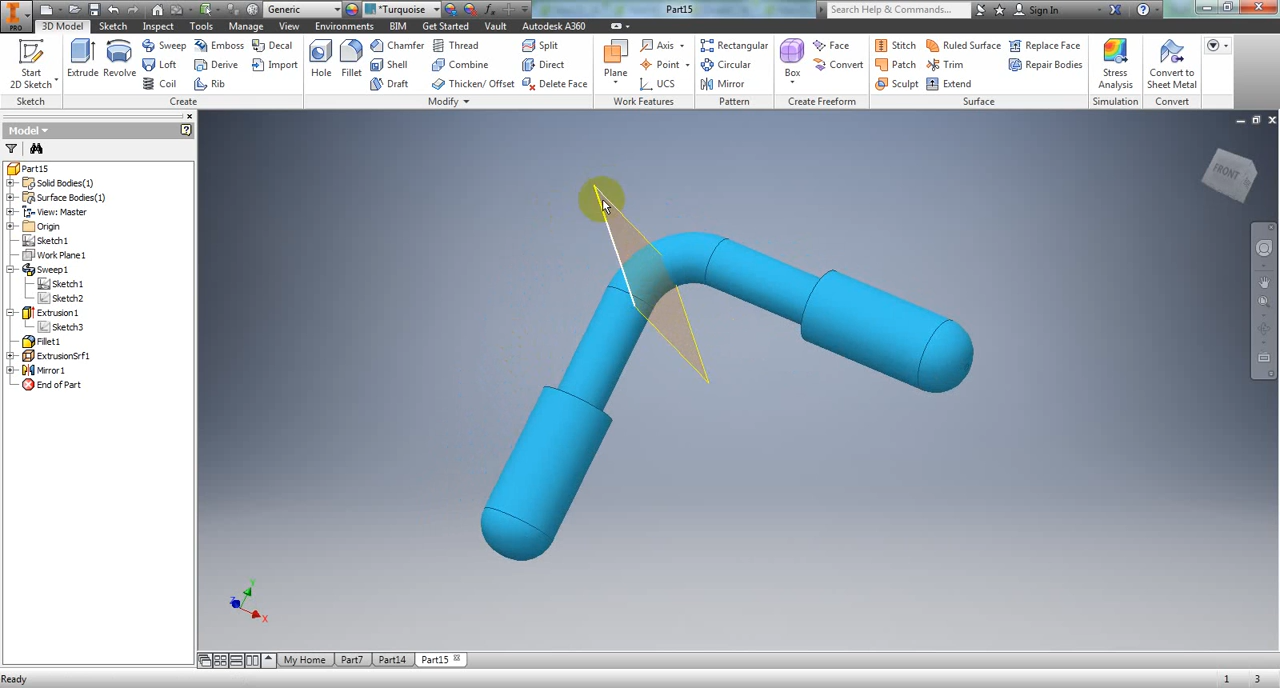 PRO
Generic
*Turquoise
Part15
Search Help & Commands...
Sign In
3D Model Sketch Inspect Tools Manage View BIM Get Started Vault Autodesk A360
Start
2D Sketch
Extrude
Revolve
Sweep
Emboss
Decal
Loft
Derive
Import
Coil
Rib
Hole
Fillet
Chamfer
Thread
Split
Shell
Combine
Direct
Draft
Thicken/ Offset
Delete Face
Plane
Axis
Point
UCS
Rectangular
Circular
Mirror
Box
Face
Convert
Stitch
Ruled Surface
Replace Face
Patch
Trim
Repair Bodies
Sculpt
Extend
Stress
Analysis
Convert to
Sheet Metal
Sketch Create Modify Work Features Pattern Create Freeform Surface Simulation Convert
Model
Part15
Solid Bodies(1)
Surface Bodies(1)
View: Master
Origin
Sketch1
Work Plane1
Sweep1
Sketch1
Sketch2
Extrusion1
Sketch3
Fillet1
ExtrusionSrf1
Mirror1
End of Part
FRONT
Y
Z
X
My Home Part7 Part14 Part15
Ready
1 3